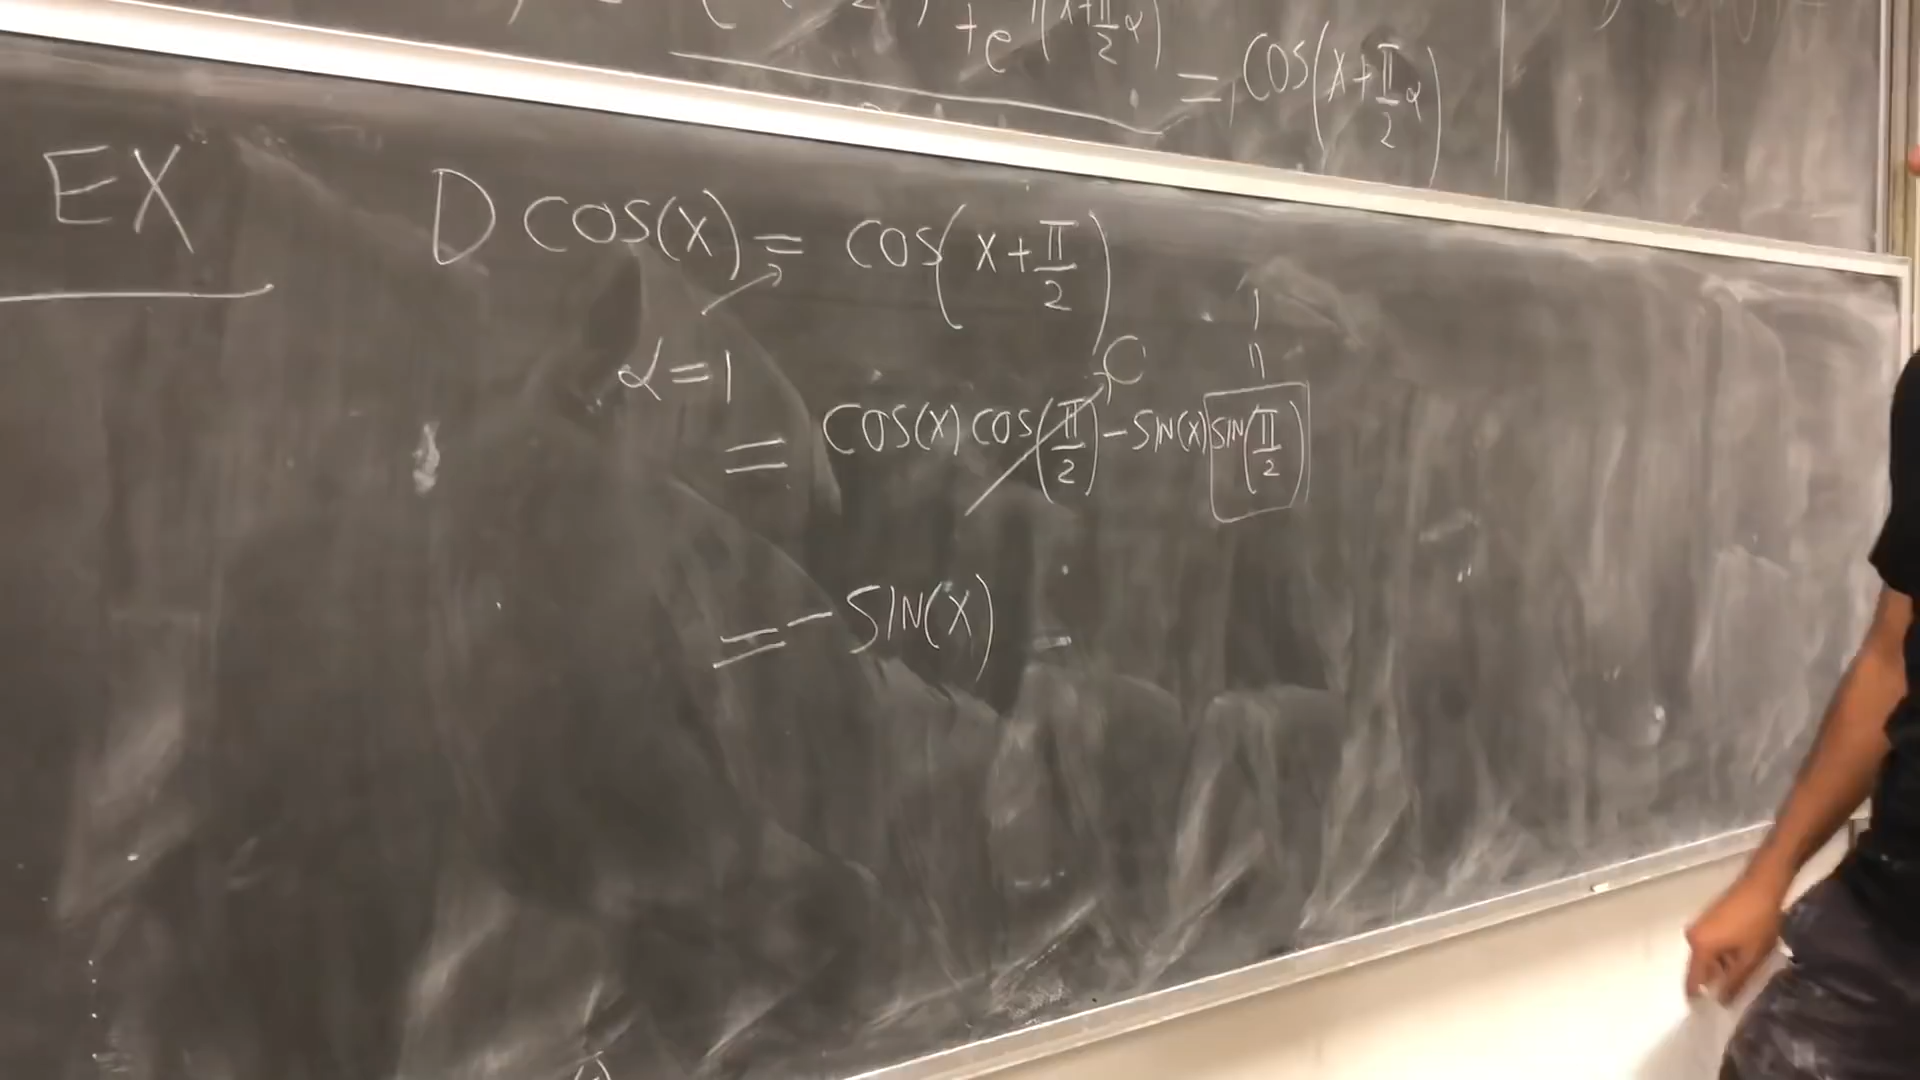 +e^i(x+π/2 α)
= cos(x+π/2 α)
EX
D cos(x) = cos(x+π/2)
α=1
0
1
=
= cos(x) cos(π/2) - sin(x) sin(π/2)
= - sin(x) =